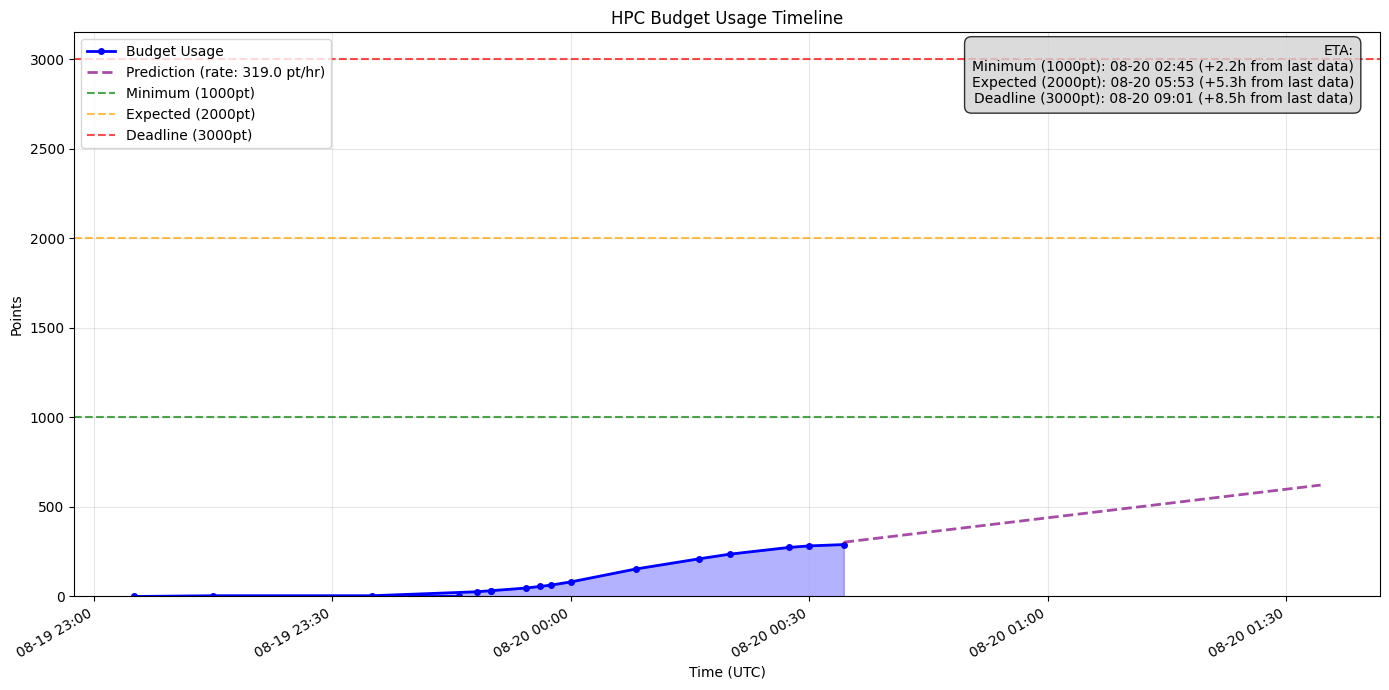 HPC Budget Usage Timeline
Budget Usage
Prediction (rate: 319.0 pt/hr)
Minimum (1000pt)
Expected (2000pt)
Deadline (3000pt)
ETA:
Minimum (1000pt): 08-20 02:45 (+2.2h from last data)
Expected (2000pt): 08-20 05:53 (+5.3h from last data)
Deadline (3000pt): 08-20 09:01 (+8.5h from last data)
Points
3000
2500
2000
1500
1000
500
0
08-19 23:00
08-19 23:30
08-20 00:00
08-20 00:30
08-20 01:00
08-20 01:30
Time (UTC)